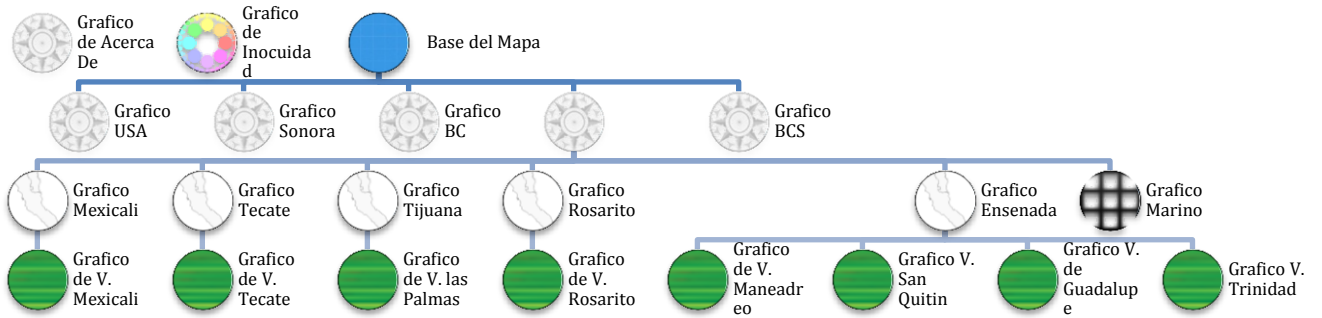 Grafico
de Acerca
De
Grafico
de
Inocuida
d
Base del Mapa
Grafico
USA
Grafico
Sonora
Grafico
BC
Grafico
BCS
Grafico
Mexicali
Grafico
Tecate
Grafico
Tijuana
Grafico
Rosarito
Grafico
Ensenada
Grafico
Marino
Grafico
de V.
Mexicali
Grafico
de V.
Tecate
Grafico
de V. las
Palmas
Grafico
de V.
Rosarito
Grafico
de V.
Maneadr
eo
Grafico V.
San
Quitin
Grafico V.
de
Guadalup
e
Grafico V.
Trinidad